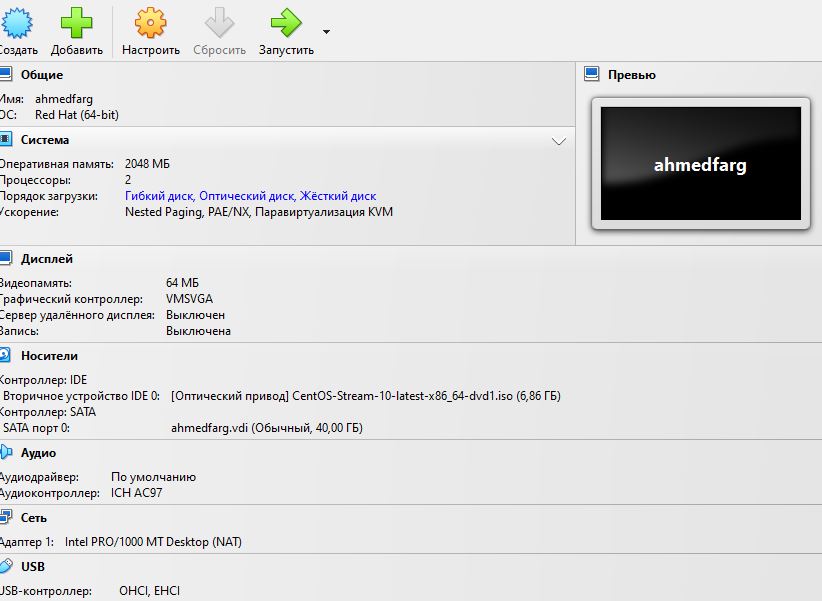 Создать Добавить Настроить Сбросить Запустить
Общие
Имя: ahmedfarg
ОС: Red Hat (64-bit)
Система
Оперативная память: 2048 МБ
Процессоры: 2
Порядок загрузки: Гибкий диск, Оптический диск, Жёсткий диск
Ускорение: Nested Paging, PAE/NX, Паравиртуализация KVM
Превью
ahmedfarg
Дисплей
Видеопамять: 64 МБ
Графический контроллер: VMSVGA
Сервер удалённого дисплея: Выключен
Запись: Выключена
Носители
Контроллер: IDE
Вторичное устройство IDE 0: [Оптический привод] CentOS-Stream-10-latest-x86_64-dvd1.iso (6,86 ГБ)
Контроллер: SATA
SATA порт 0: ahmedfarg.vdi (Обычный, 40,00 ГБ)
Аудио
Аудиодрайвер: По умолчанию
Аудиоконтроллер: ICH AC97
Сеть
Адаптер 1: Intel PRO/1000 MT Desktop (NAT)
USB
USB-контроллер: OHCI, EHCI